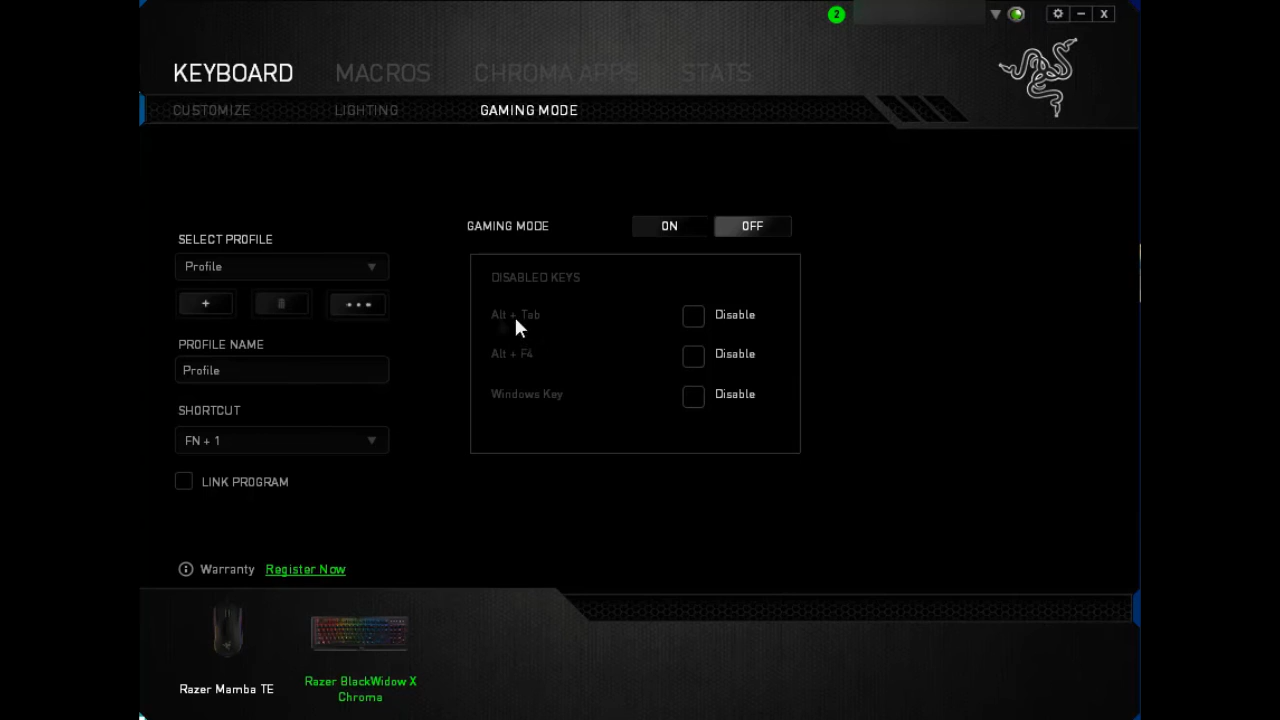 2
X
KEYBOARD MACROS CHROMA APPS STATS
CUSTOMIZE LIGHTING GAMING MODE
GAMING MODE ON OFF
SELECT PROFILE
Profile
+
PROFILE NAME
Profile
SHORTCUT
FN + 1
LINK PROGRAM
DISABLED KEYS
Alt + Tab Disable
Alt + F4 Disable
Windows Key Disable
Warranty Register Now
Razer Mamba TE
Razer BlackWidow X
Chroma